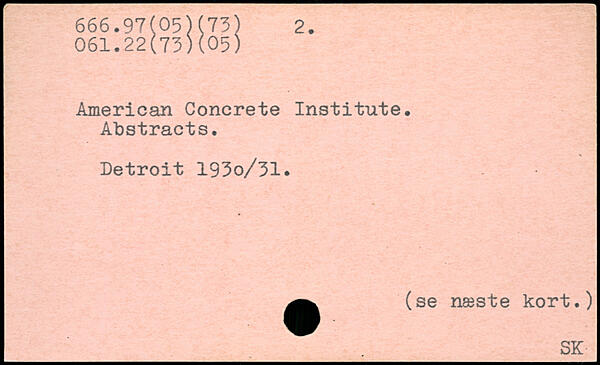 666.97(05)(73) 2.
061.22(73)(05)
American Concrete Institute.
Abstracts.
Detroit 193o/31.
(se næste kort.)
SK